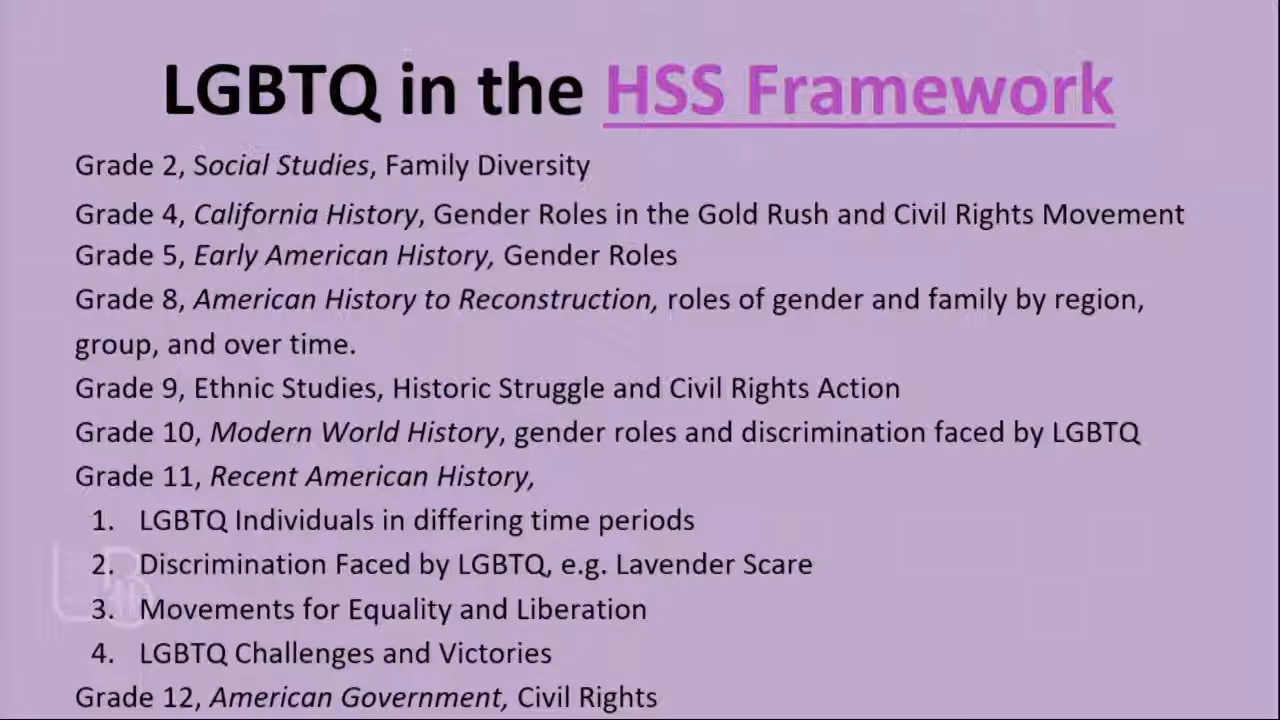 LGBTQ in the HSS Framework
Grade 2, Social Studies, Family Diversity
Grade 4, California History, Gender Roles in the Gold Rush and Civil Rights Movement
Grade 5, Early American History, Gender Roles
Grade 8, American History to Reconstruction, roles of gender and family by region,
group, and over time.
Grade 9, Ethnic Studies, Historic Struggle and Civil Rights Action
Grade 10, Modern World History, gender roles and discrimination faced by LGBTQ
Grade 11, Recent American History,
1. LGBTQ Individuals in differing time periods
2. Discrimination Faced by LGBTQ, e.g. Lavender Scare
3. Movements for Equality and Liberation
4. LGBTQ Challenges and Victories
Grade 12, American Government, Civil Rights